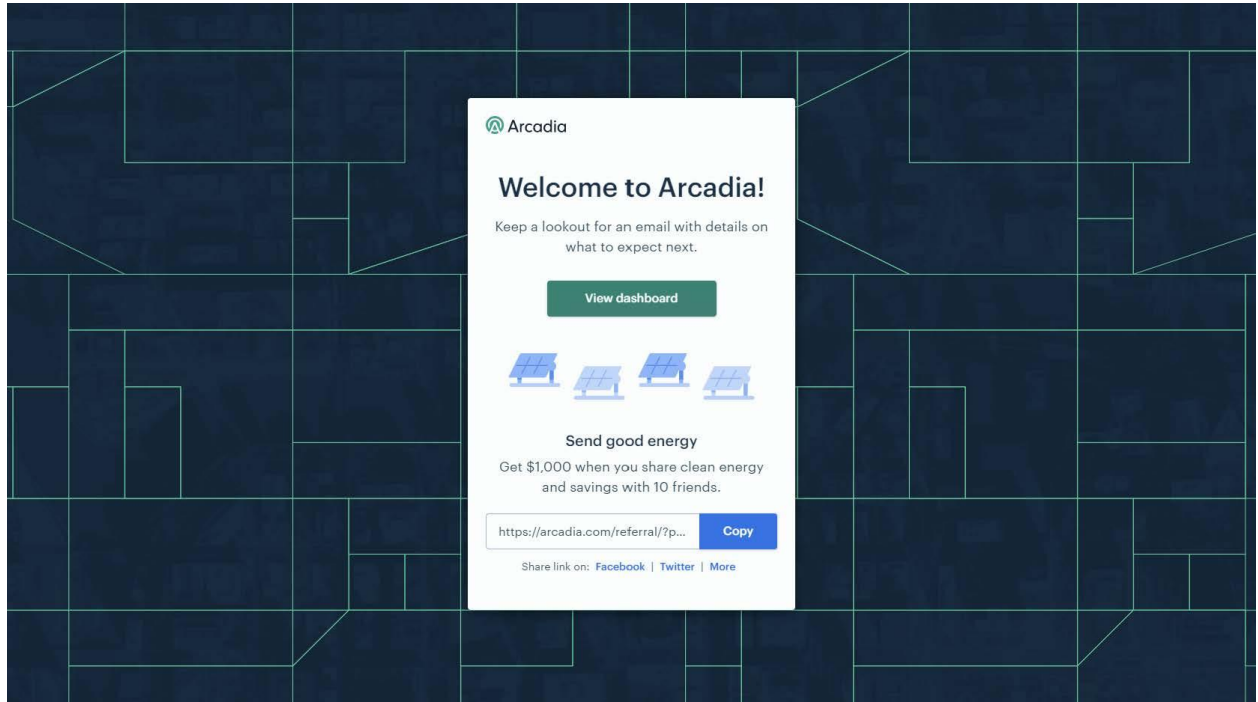 Arcadia
Welcome to Arcadia!
Keep a lookout for an email with details on
what to expect next.
View dashboard
Send good energy
Get $1,000 when you share clean energy
and savings with 10 friends.
https://arcadia.com/referral/?p... Copy
Share link on: Facebook | Twitter | More